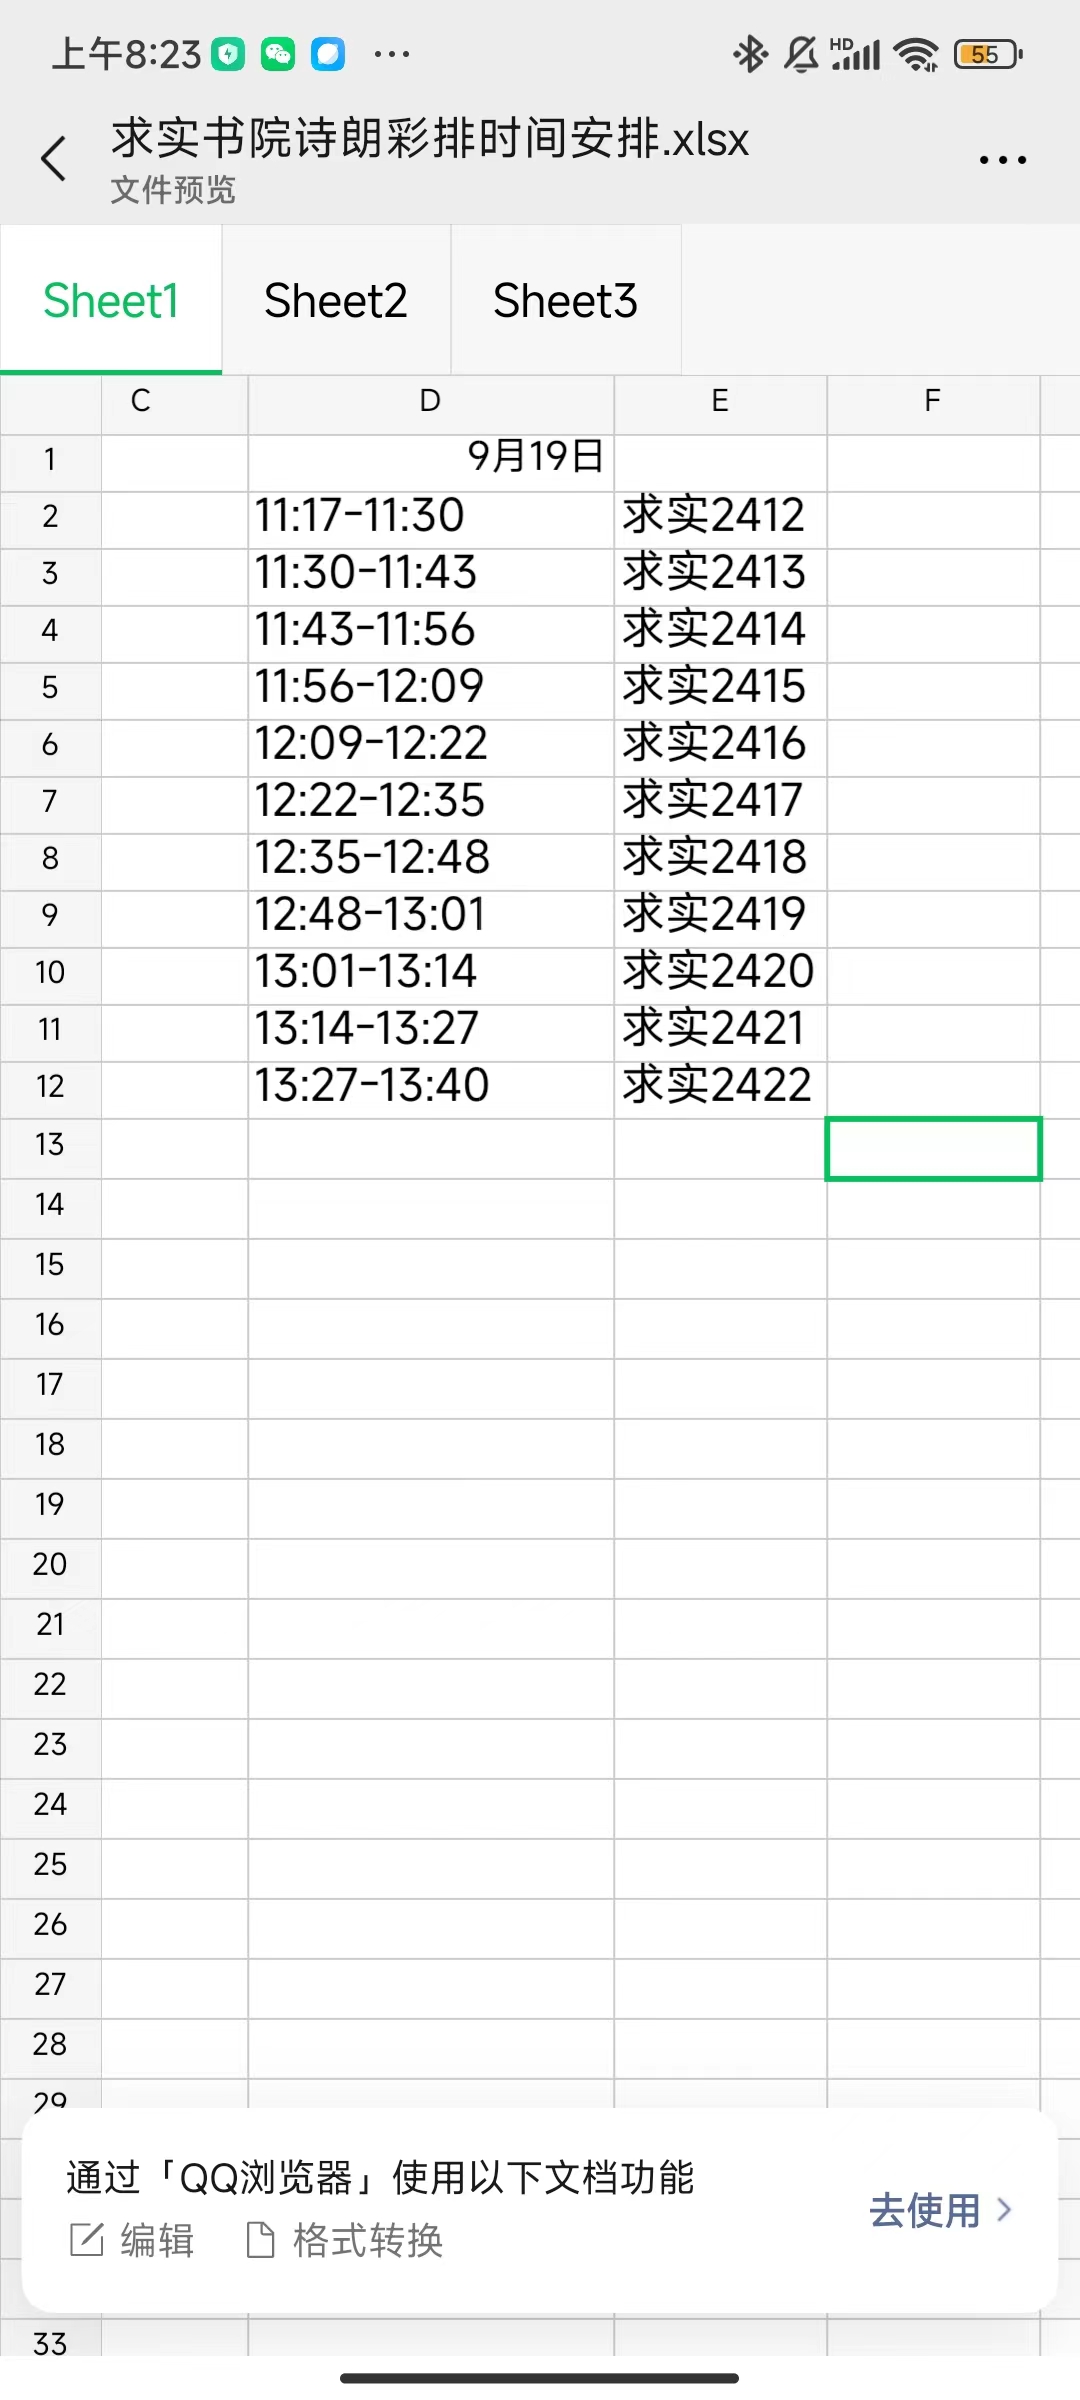 上午8:23 HD 55
求实书院诗朗彩排时间安排.xlsx
文件预览
Sheet1 Sheet2 Sheet3
C D E F
1 9月19日
2 11:17-11:30 求实2412
3 11:30-11:43 求实2413
4 11:43-11:56 求实2414
5 11:56-12:09 求实2415
6 12:09-12:22 求实2416
7 12:22-12:35 求实2417
8 12:35-12:48 求实2418
9 12:48-13:01 求实2419
10 13:01-13:14 求实2420
11 13:14-13:27 求实2421
12 13:27-13:40 求实2422
13
14
15
16
17
18
19
20
21
22
23
24
25
26
27
28
29
通过「QQ浏览器」使用以下文档功能
编辑 格式转换 去使用
33